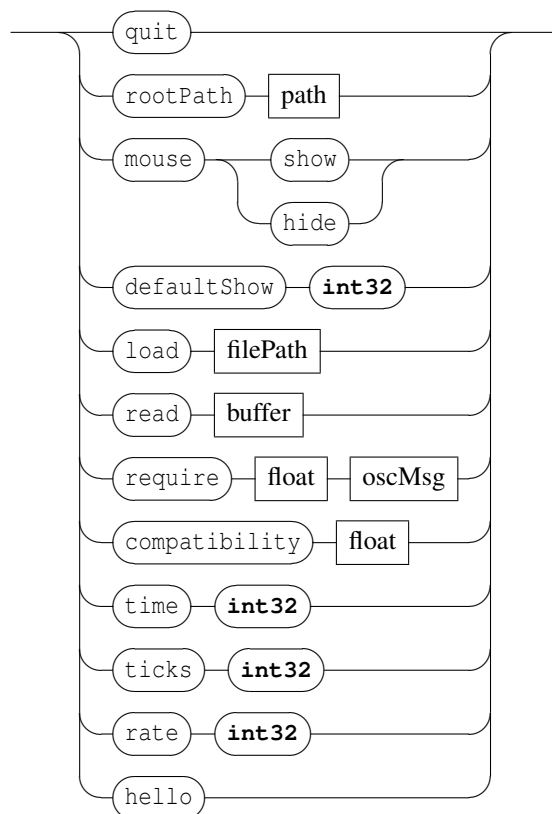 quit
rootPath path
mouse show
hide
defaultShow int32
load filePath
read buffer
require float oscMsg
compatibility float
time int32
ticks int32
rate int32
hello